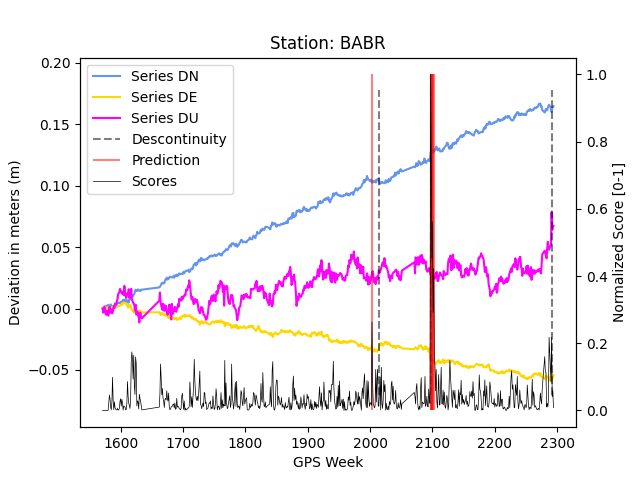 Station: BABR
Series DN
Series DE
Series DU
Descontinuity
Prediction
Scores
0.20
0.15
0.10
0.05
0.00
−0.05
Deviation in meters (m)
1.0
0.8
0.6
0.4
0.2
0.0
Normalized Score [0-1]
1600 1700 1800 1900 2000 2100 2200 2300
GPS Week